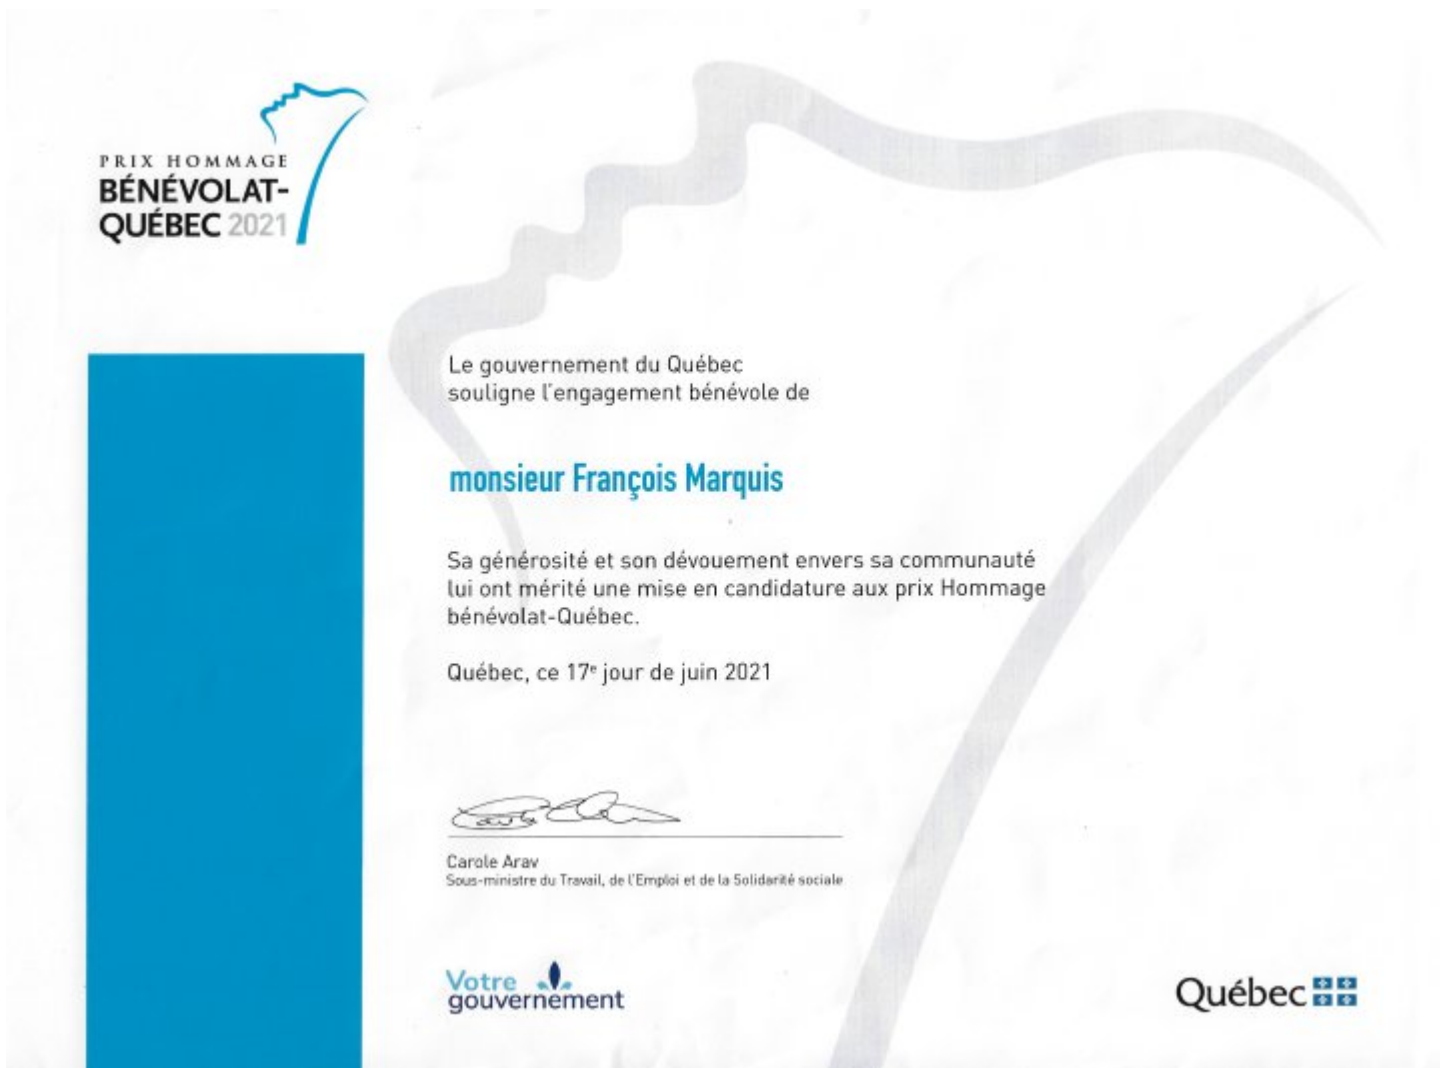 PRIX HOMMAGE
BÉNÉVOLAT-
QUÉBEC 2021
Le gouvernement du Québec
souligne l'engagement bénévole de
monsieur François Marquis
Sa générosité et son dévouement envers sa communauté
lui ont mérité une mise en candidature aux prix Hommage
bénévolat-Québec.
Québec, ce 17e jour de juin 2021
Carole Arav
Sous-ministre du Travail, de l'Emploi et de la Solidarité sociale
Votre
gouvernement
Québec